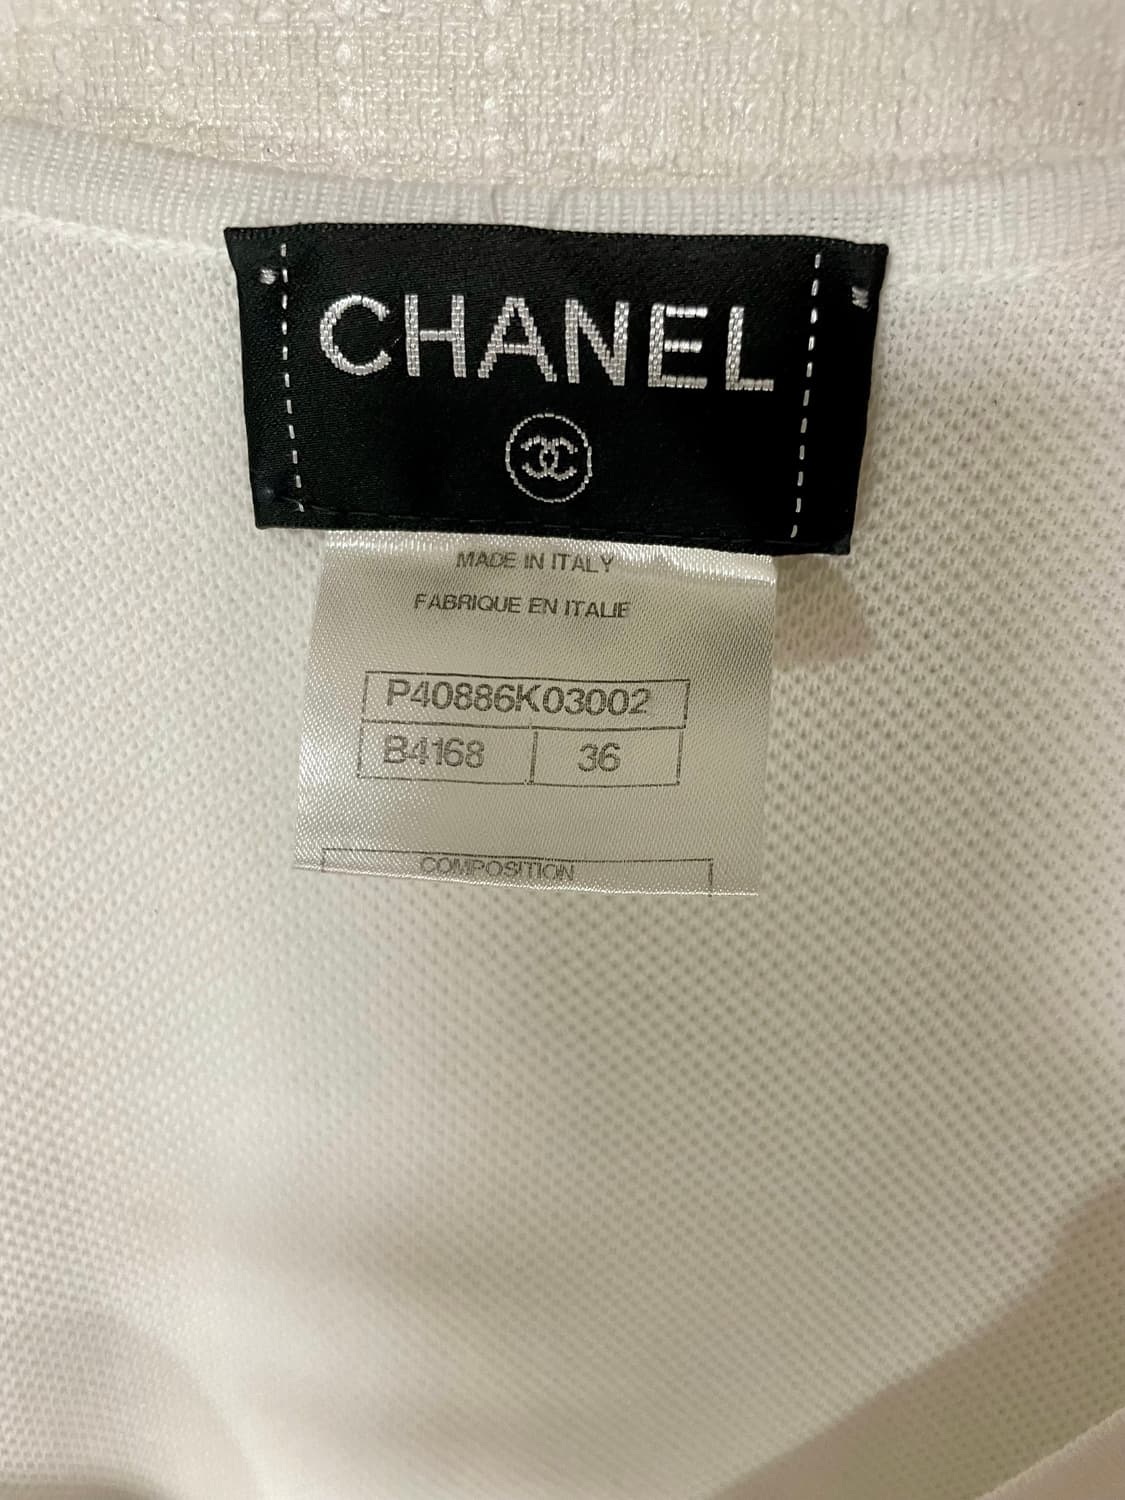 CHANEL
MADE IN ITALY
FABRIQUE EN ITALIE
P40886K03002
B4168 36
COMPOSITION